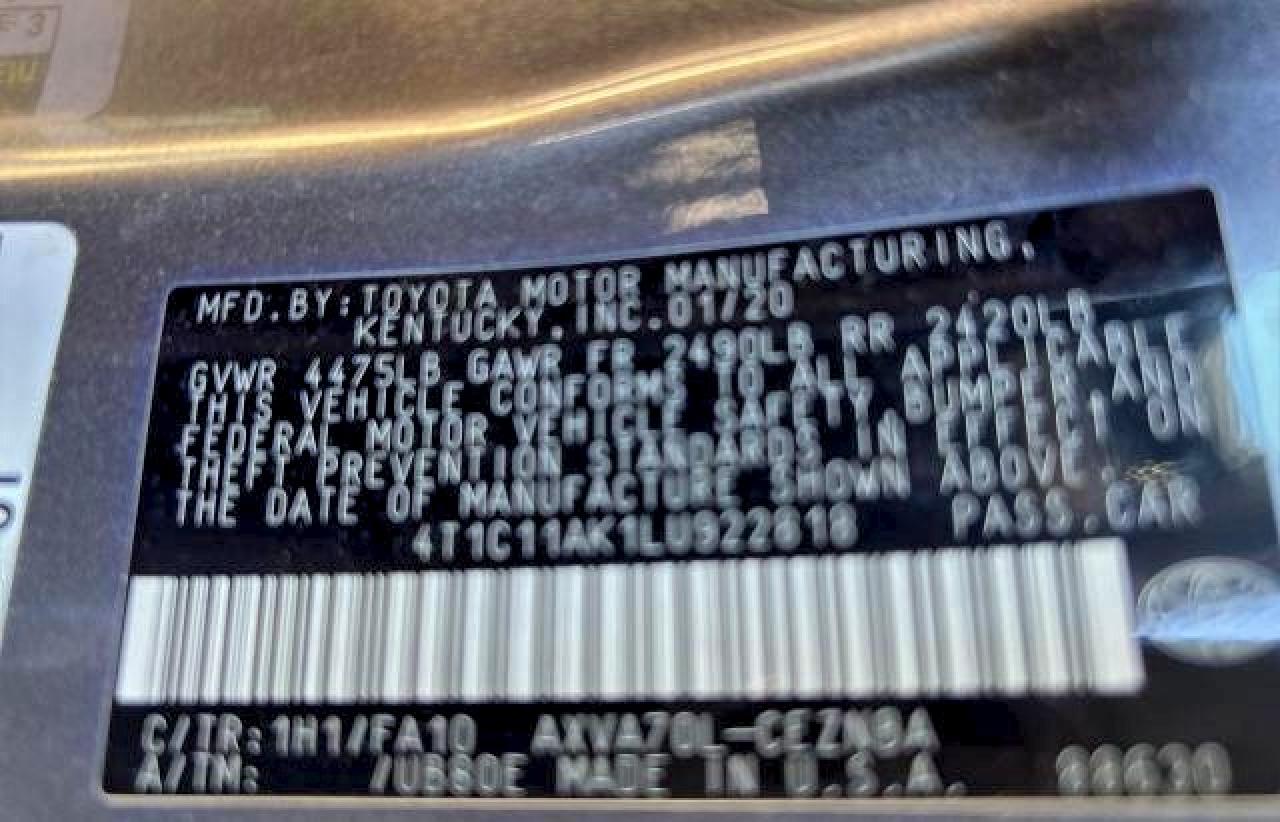 MFD.BY:TOYOTA MOTOR MANUFACTURING,
KENTUCKY,INC.01/20
GVWR 4475LB GAWR FR 2490LB RR 2420LB
THIS VEHICLE CONFORMS TO ALL APPLICABLE
FEDERAL MOTOR VEHICLE SAFETY,BUMPER,AND
THEFT PREVENTION STANDARDS IN EFFECT ON
THE DATE OF MANUFACTURE SHOWN ABOVE.
4T1C11AK1LU922818 PASS.CAR
C/TR:1H1/FA10 AXVA70L-CEZNBA
A/TM: /UB80E MADE IN U.S.A.